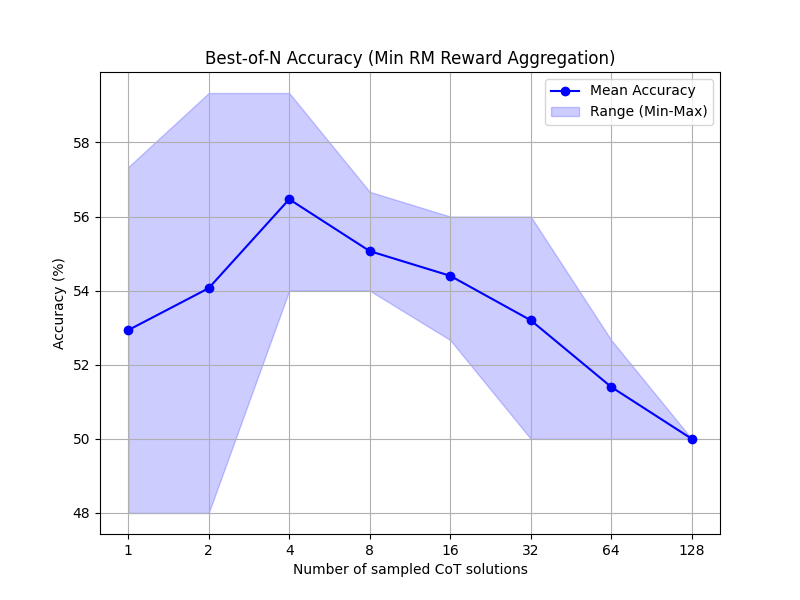 Best-of-N Accuracy (Min RM Reward Aggregation)
Mean Accuracy
Range (Min-Max)
Accuracy (%)
58
56
54
52
50
48
1 2 4 8 16 32 64 128
Number of sampled CoT solutions